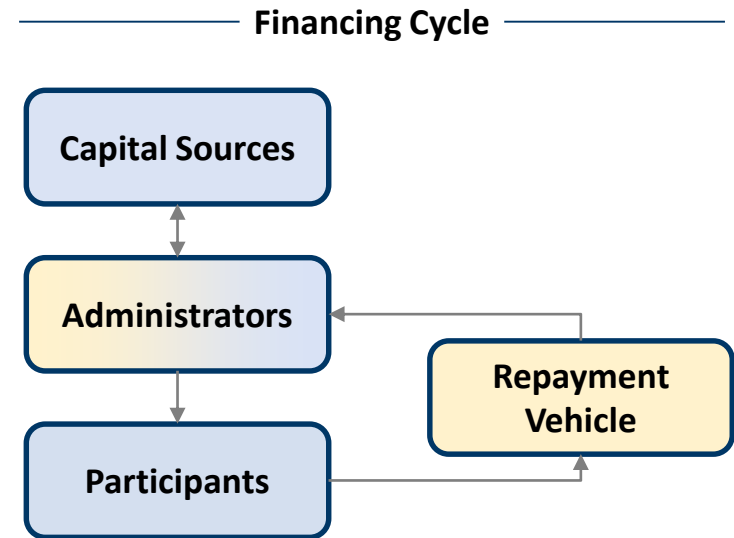 Financing Cycle
Capital Sources
Administrators
Repayment
Vehicle
Participants